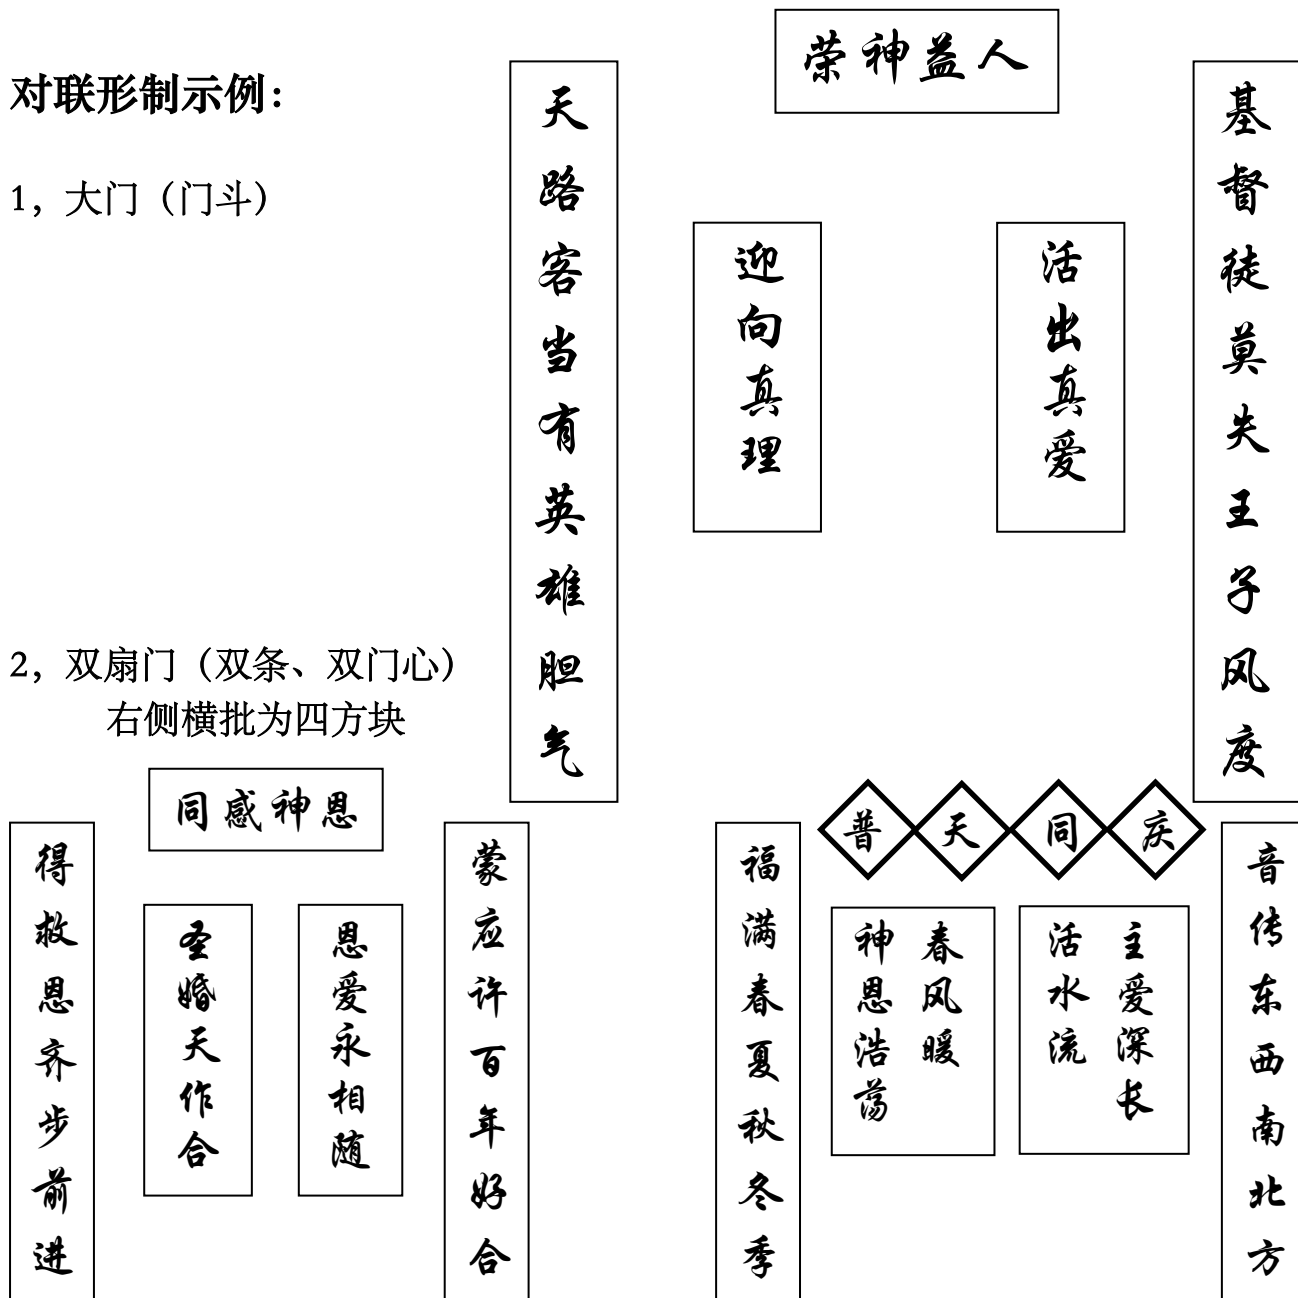 对联形制示例：
1，大门（门斗）
荣神益人
天路客当有英雄胆气
迎向真理
活出真爱
基督徒莫失王子风度
2，双扇门（双条、双门心）
右侧横批为四方块
同感神恩
得救恩齐步前进
圣婚天作合
恩爱永相随
蒙应许百年好合
普天同庆
福满春夏秋冬季
神恩浩荡
春风暖
活水流
主爱深长
音传东西南北方